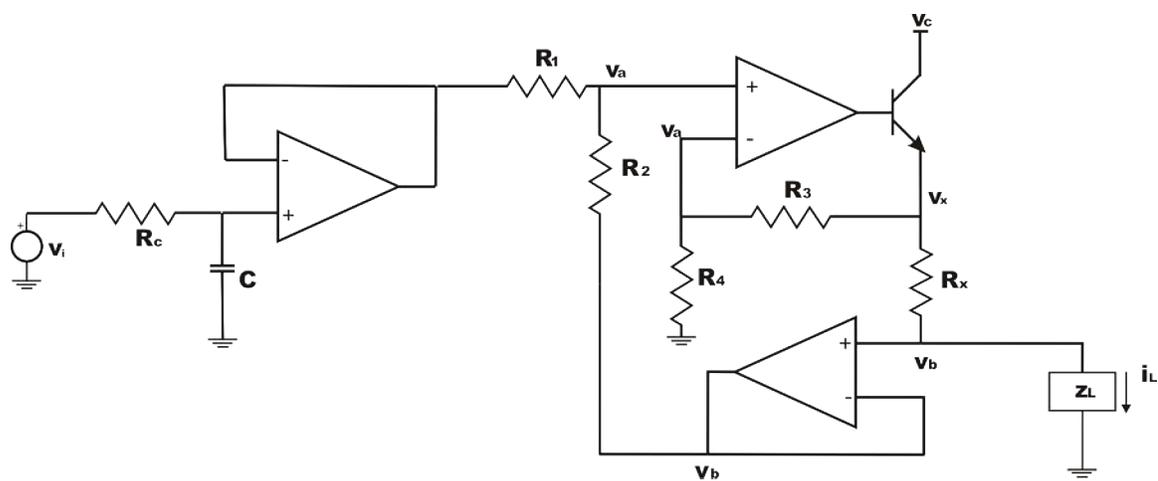 Vc
R1
va
+
va
-
R2
R3
vx
-
+
+
Rc
vi
C
R4
Rx
+
vb
-
ZL
iL
vb